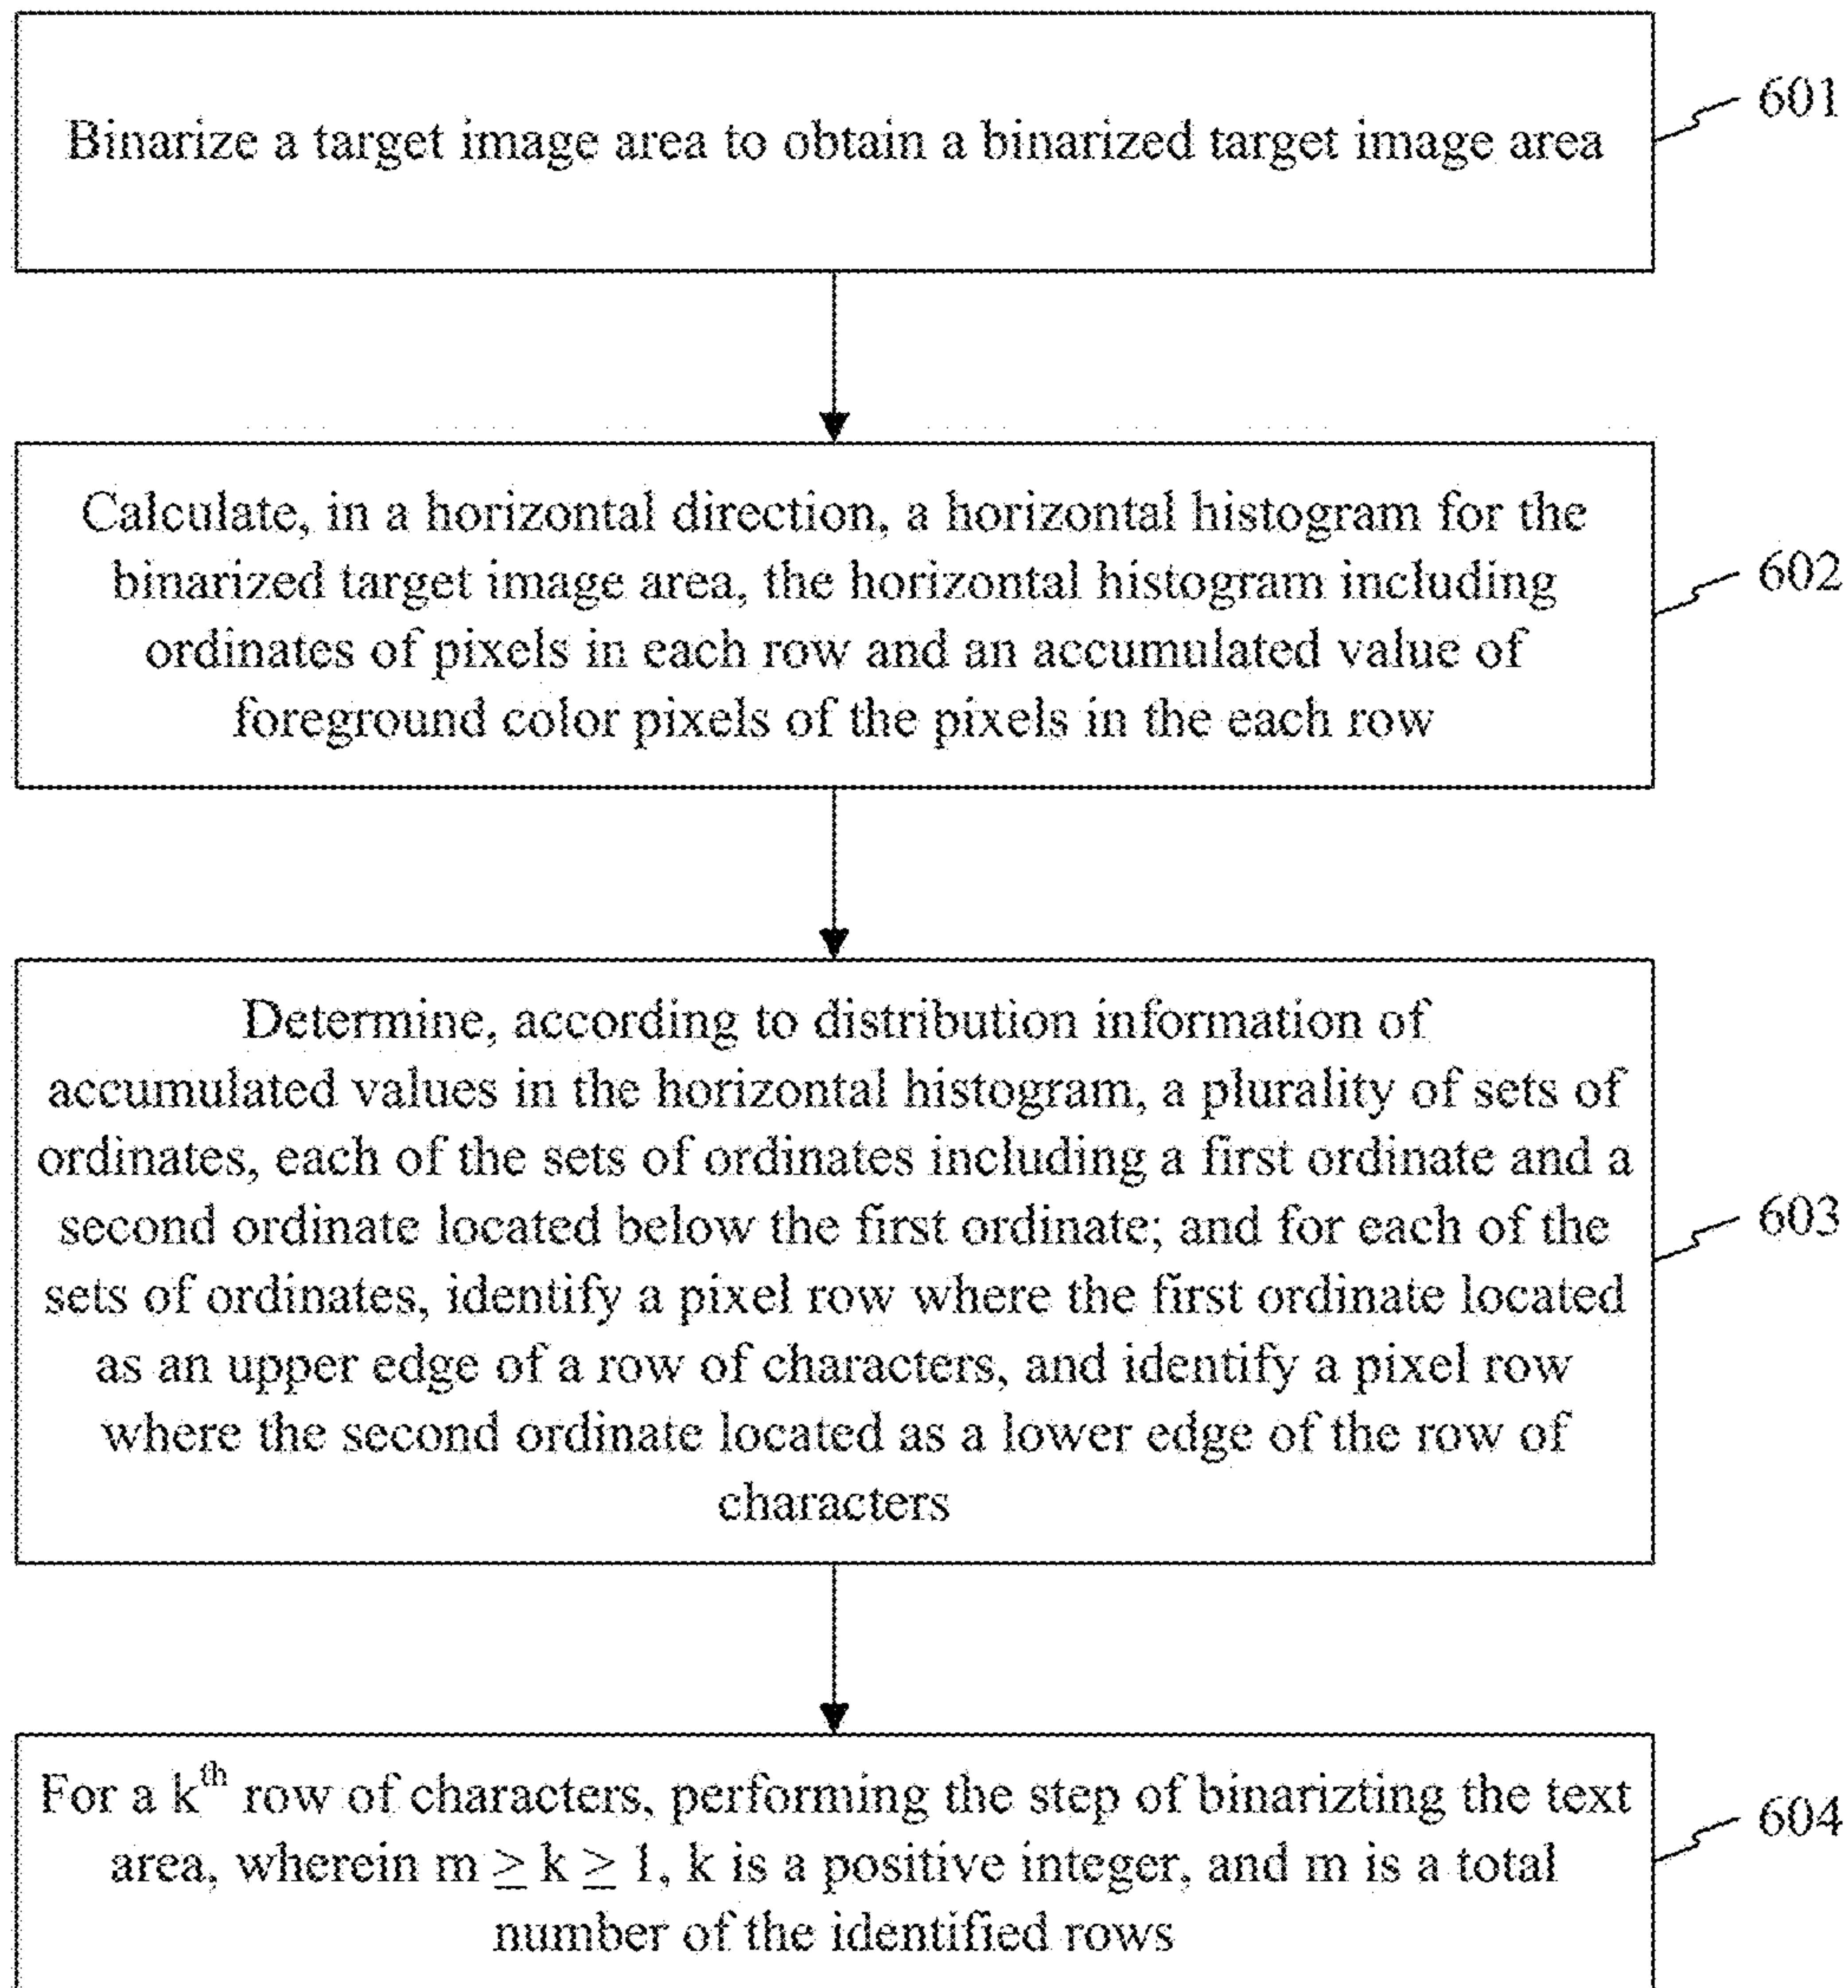 Binarize a target image area to obtain a binarized target image area
601
Calculate, in a horizontal direction, a horizontal histogram for the
binarized target image area, the horizontal histogram including
ordinates of pixels in each row and an accumulated value of
foreground color pixels of the pixels in the each row
602
Determine, according to distribution information of
accumulated values in the horizontal histogram, a plurality of sets of
ordinates, each of the sets of ordinates including a first ordinate and a
second ordinate located below the first ordinate; and for each of the
sets of ordinates, identify a pixel row where the first ordinate located
as an upper edge of a row of characters, and identify a pixel row
where the second ordinate located as a lower edge of the row of
characters
603
For a k^th row of characters, performing the step of binarizting the text
area, wherein m ≥ k ≥ 1, k is a positive integer, and m is a total
number of the identified rows
604